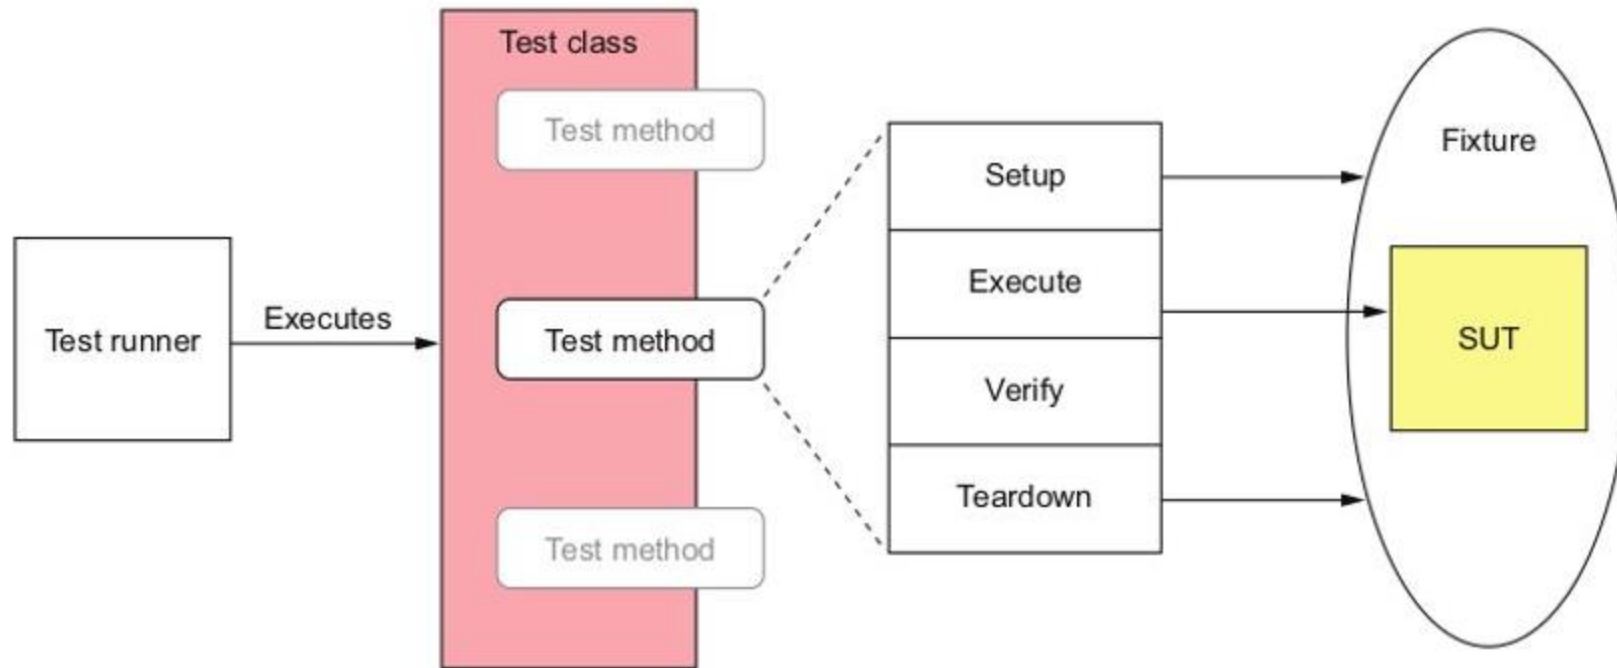 Test class
Test method
Test runner
Executes
Test method
Test method
Setup
Execute
Verify
Teardown
Fixture
SUT